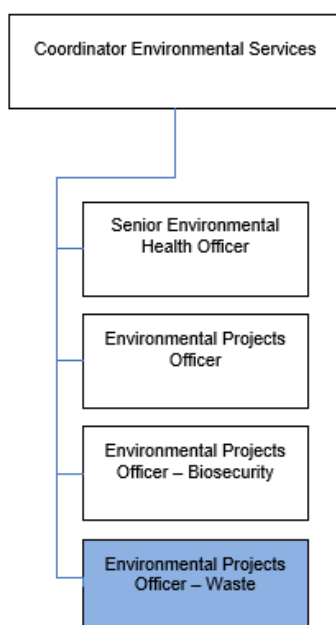 Coordinator Environmental Services
Senior Environmental
Health Officer
Environmental Projects
Officer
Environmental Projects
Officer – Biosecurity
Environmental Projects
Officer – Waste